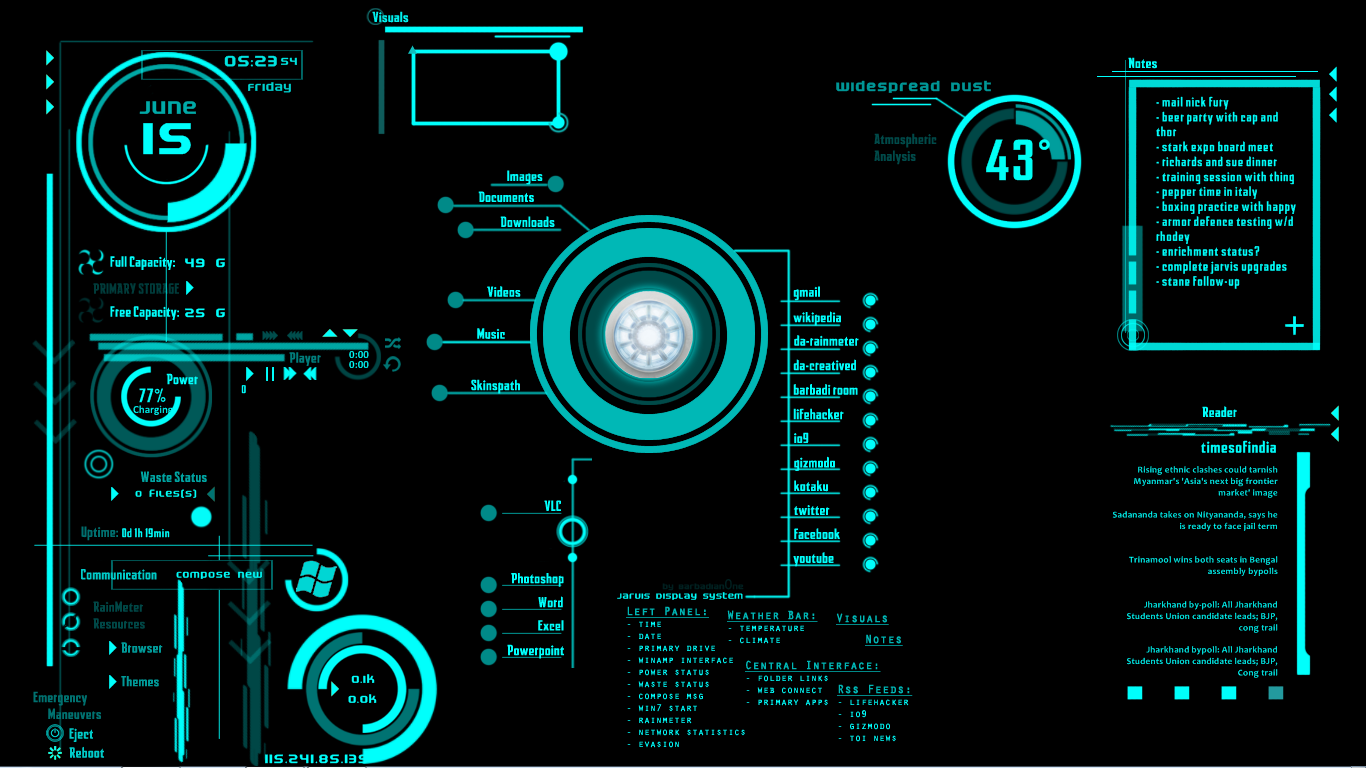 Visuals
05:23 54
Friday
June
15
Full Capacity: 49 G
PRIMARY STORAGE
Free Capacity: 25 G
Player
0:00
0:00
0
Power
77%
Charging
Waste Status
0 Files(s)
Uptime: 0d 1h 19min
Communication
compose new
RainMeter
Resources
Browser
Themes
Emergency
Maneuvers
Eject
Reboot
0.1k
0.0k
115.241.85.139
Images
Documents
Downloads
Videos
Music
Skinspath
VLC
Photoshop
Word
Excel
Powerpoint
gmail
wikipedia
da-rainmeter
da-creatived
barbadi room
lifehacker
io9
gizmodo
kotaku
twitter
Facebook
youtube
Jarvis Display System
Left Panel:
- Time
- Date
- Primary Drive
- Winamp Interface
- Power Status
- Waste Status
- Compose Msg
- Win7 Start
- Rainmeter
- Network Statistics
- Evasion
Weather Bar:
- Temperature
- Climate
Visuals
Notes
Central Interface:
- Folder Links
- Web Connect
- Primary Apps
Rss Feeds:
- Lifehacker
- io9
- Gizmodo
- TOI News
widespread dust
Atmospheric
Analysis
43°
Notes
- mail nick fury
- beer party with cap and
thor
- stark expo board meet
- richards and sue dinner
- training session with thing
- pepper time in italy
- boxing practice with happy
- armor defence testing w/d
rhodey
- enrichment status?
- complete jarvis upgrades
- stane follow-up
+
Reader
timesofindia
Rising ethnic clashes could tarnish
Myanmar's 'Asia's next big frontier
market' image
Sadananda takes on Nityananda, says he
is ready to face jail term
Trinamool wins both seats in Bengal
assembly bypolls
Jharkhand by-poll: All Jharkhand
Students Union candidate leads; BJP,
cong trail
Jharkhand bypoll: All Jharkhand
Students Union candidate leads; BJP,
Cong trail